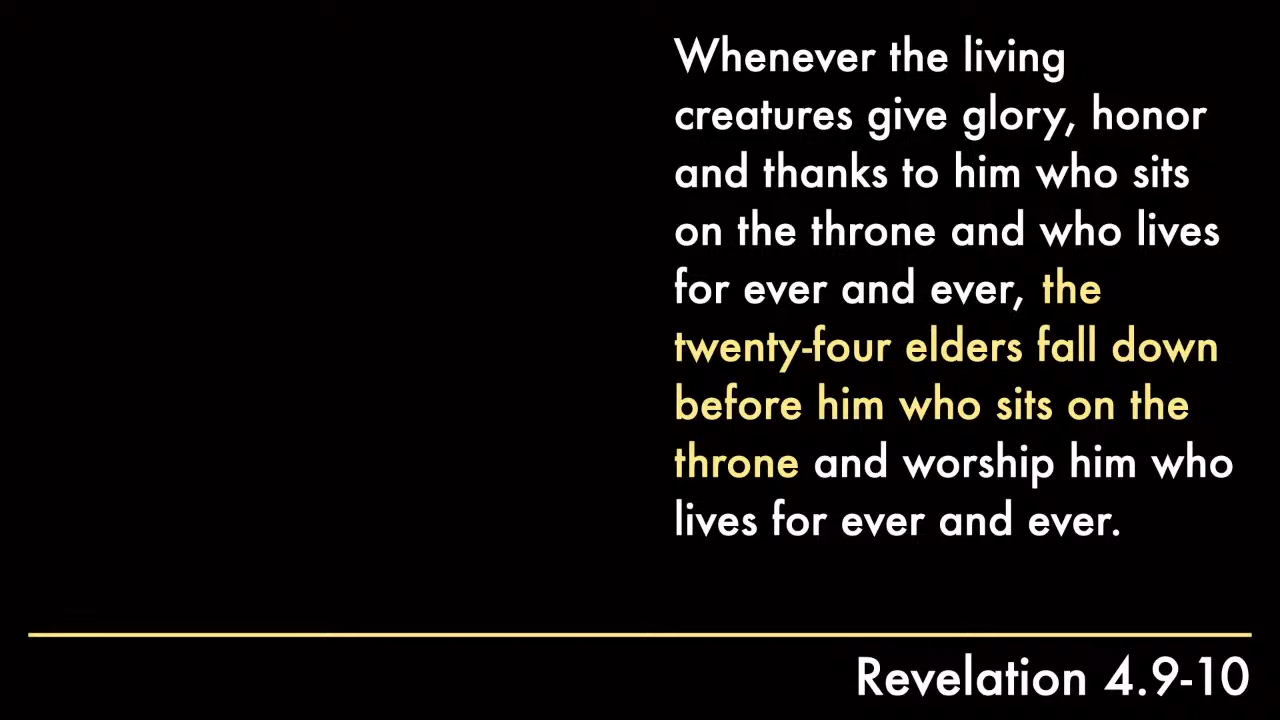 Whenever the living
creatures give glory, honor
and thanks to him who sits
on the throne and who lives
for ever and ever, the
twenty-four elders fall down
before him who sits on the
throne and worship him who
lives for ever and ever.
Revelation 4.9-10